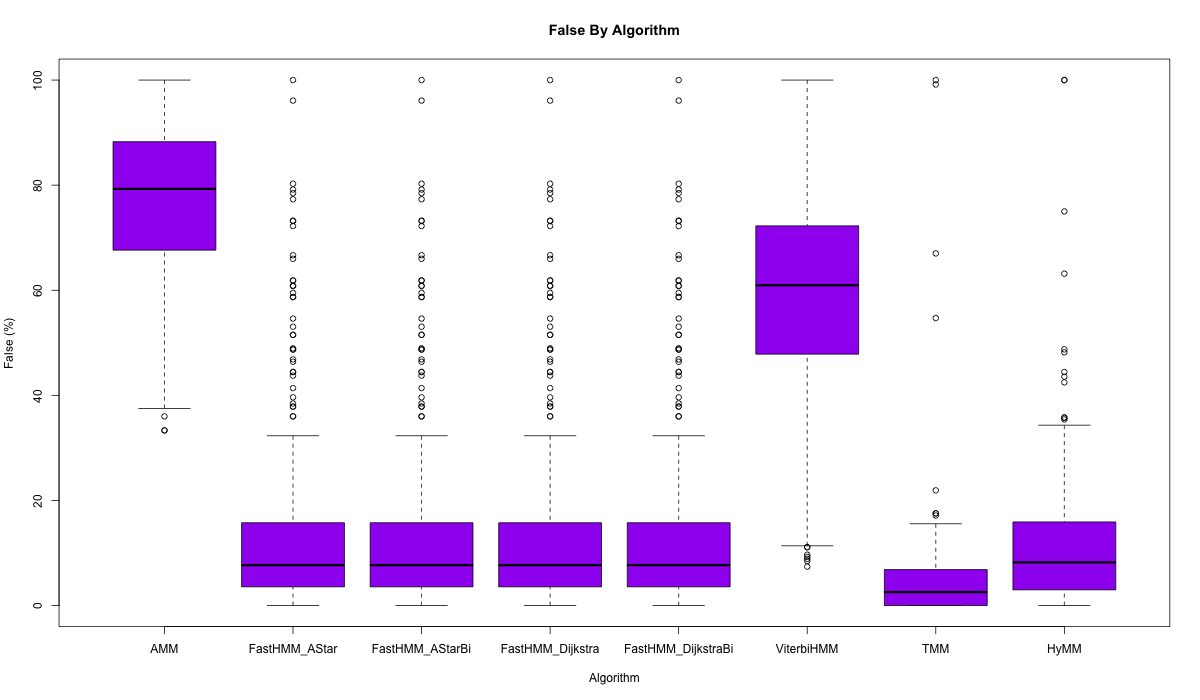 False By Algorithm
False (%)
100
80
60
40
20
0
AMM FastHMM_AStar FastHMM_AStarBi FastHMM_Dijkstra FastHMM_DijkstraBi ViterbiHMM TMM HyMM
Algorithm